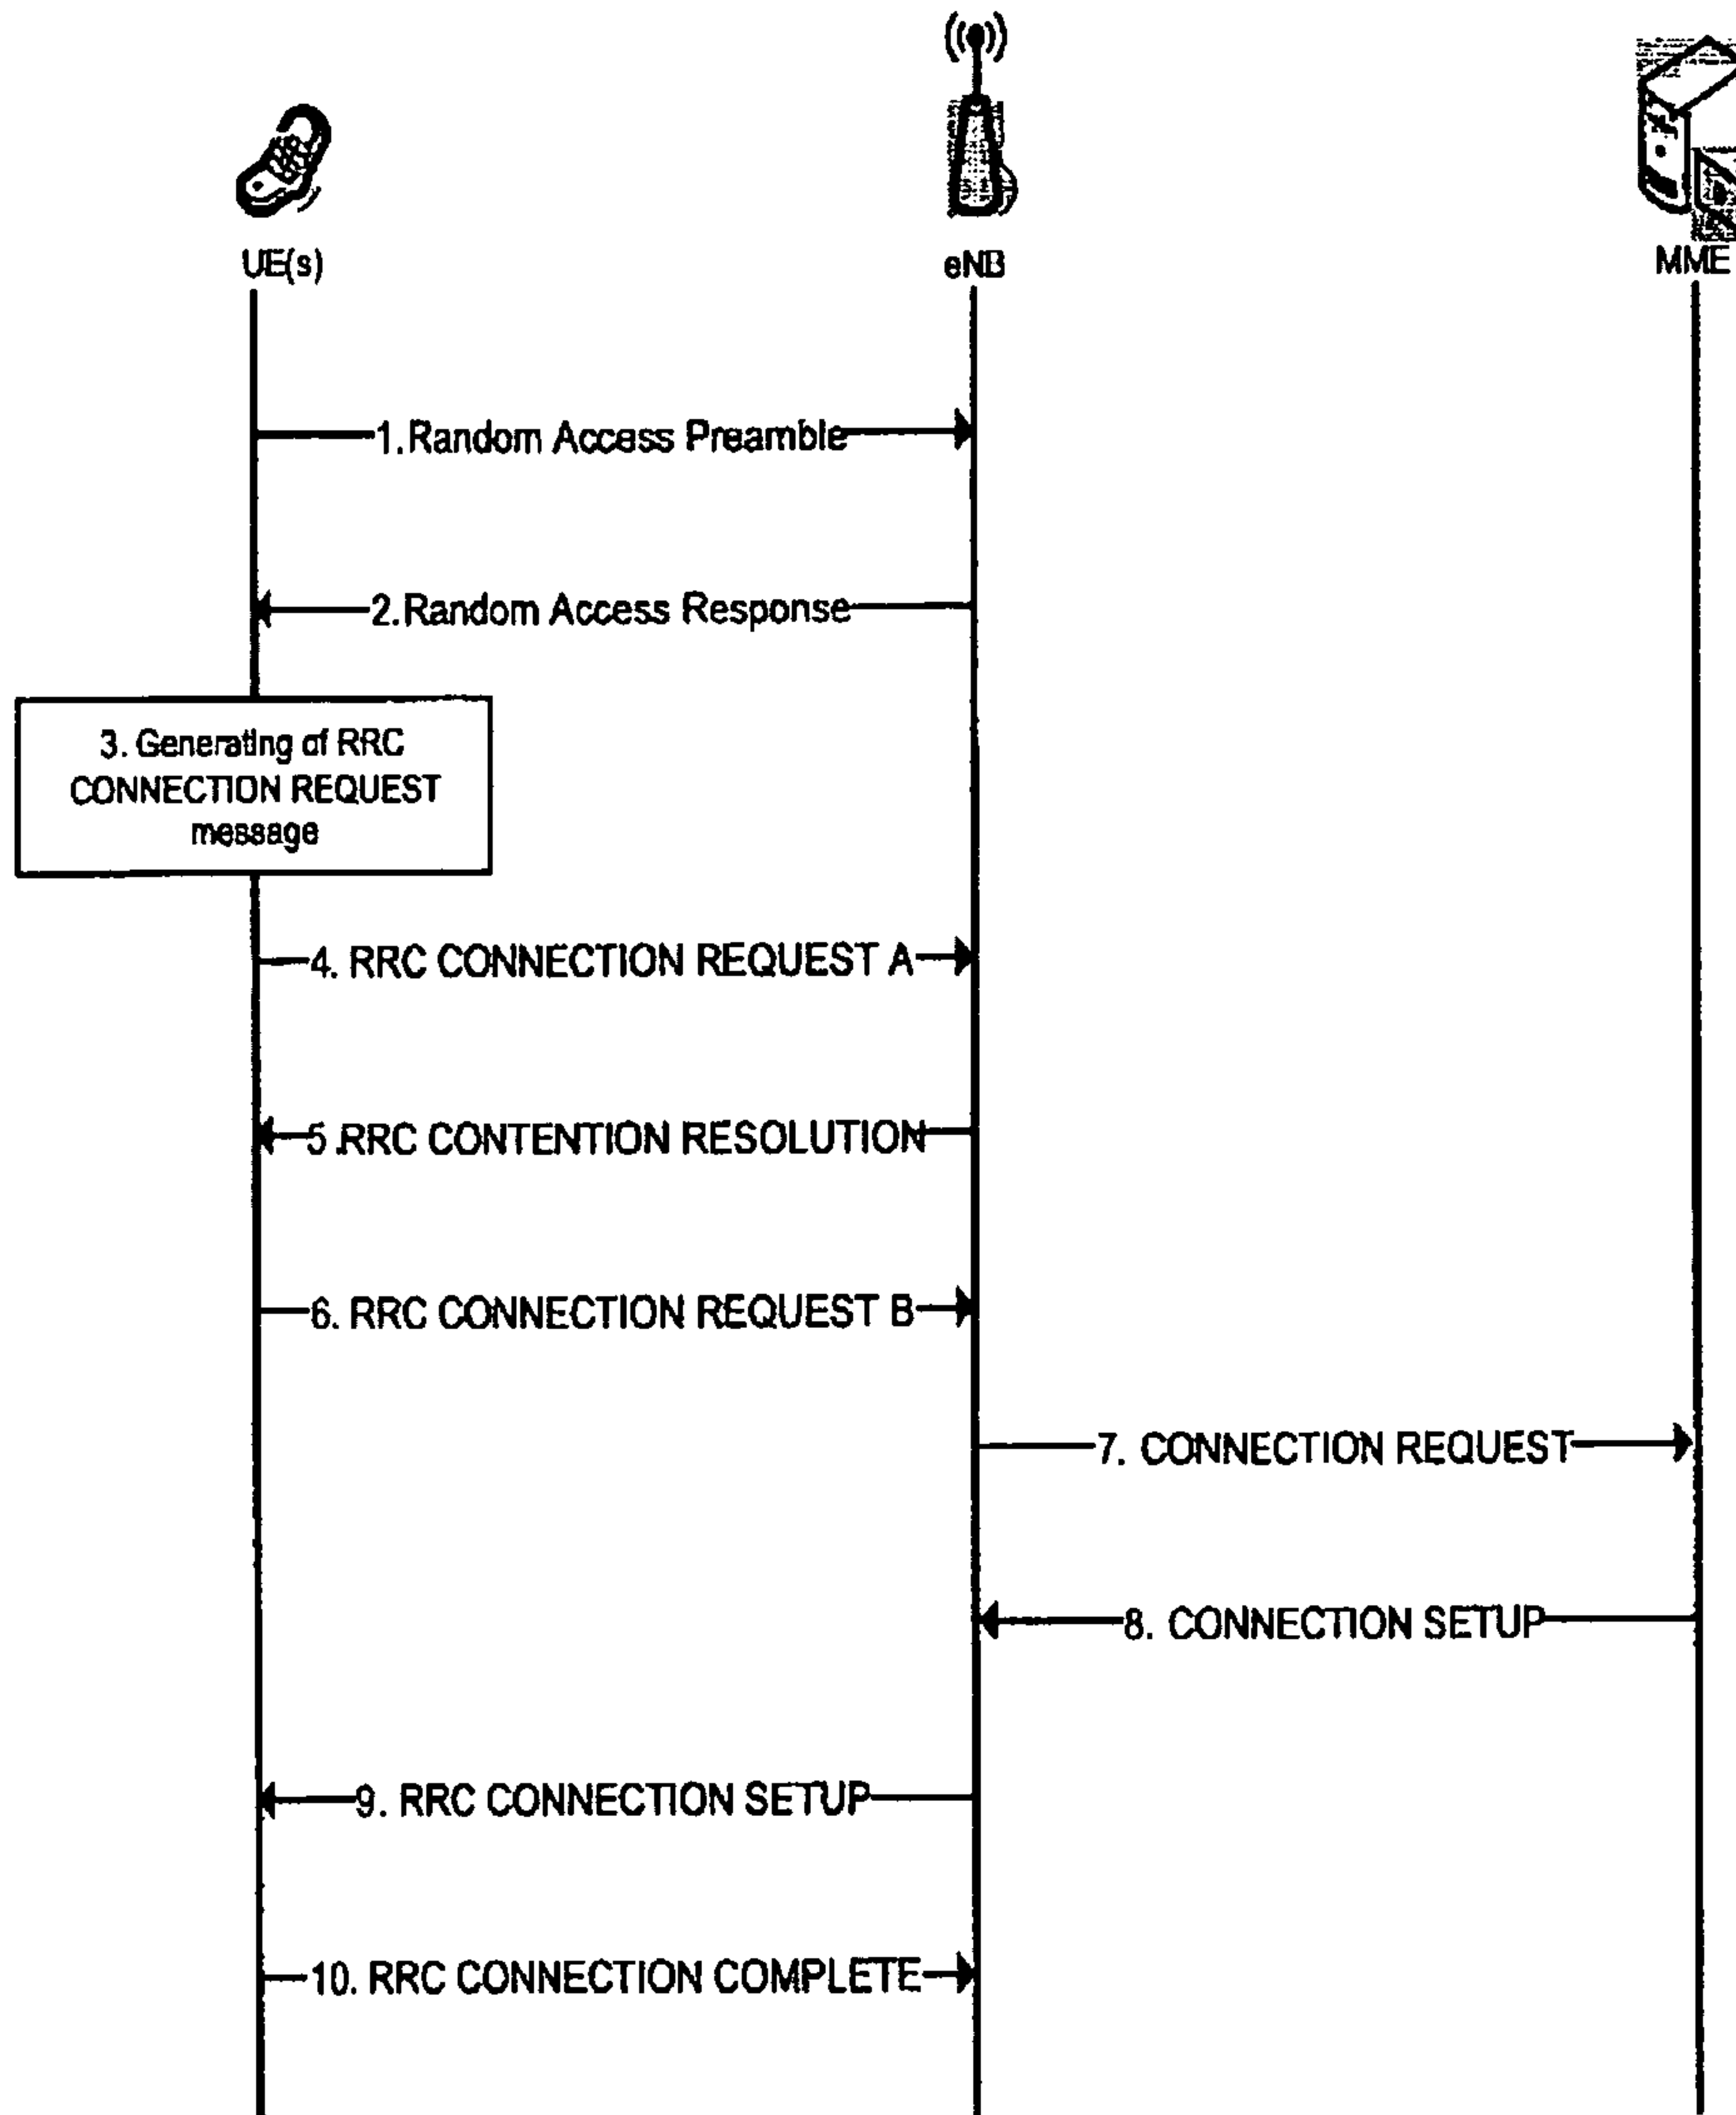 UE(s)
eNB
MME
1.Random Access Preamble
2.Random Access Response
3. Generating of RRC
CONNECTION REQUEST
message
4. RRC CONNECTION REQUEST A
5.RRC CONTENTION RESOLUTION
6. RRC CONNECTION REQUEST B
7. CONNECTION REQUEST
8. CONNECTION SETUP
9. RRC CONNECTION SETUP
10. RRC CONNECTION COMPLETE